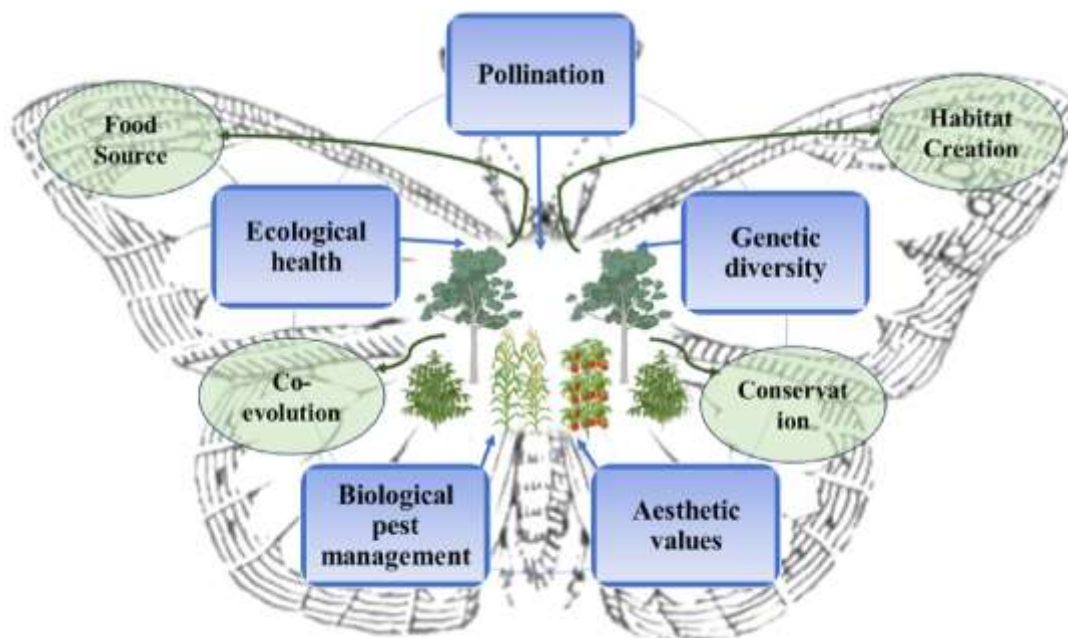 Pollination
Food
Source
Habitat
Creation
Ecological
health
Genetic
diversity
Co-
evolution
Conservat
ion
Biological
pest
management
Aesthetic
values